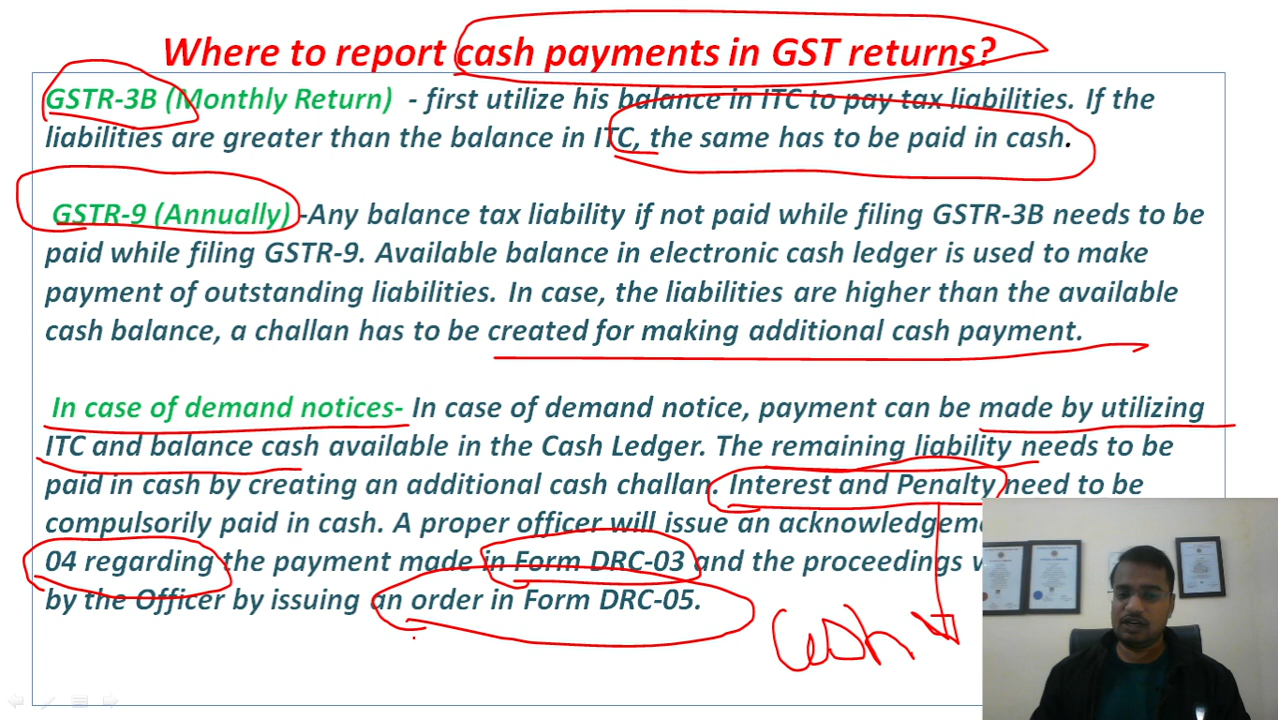 Where to report cash payments in GST returns?
GSTR-3B (Monthly Return) - first utilize his balance in ITC to pay tax liabilities. If the
liabilities are greater than the balance in ITC, the same has to be paid in cash.
GSTR-9 (Annually) -Any balance tax liability if not paid while filing GSTR-3B needs to be
paid while filing GSTR-9. Available balance in electronic cash ledger is used to make
payment of outstanding liabilities. In case, the liabilities are higher than the available
cash balance, a challan has to be created for making additional cash payment.
In case of demand notices- In case of demand notice, payment can be made by utilizing
ITC and balance cash available in the Cash Ledger. The remaining liability needs to be
paid in cash by creating an additional cash challan. Interest and Penalty need to be
compulsorily paid in cash. A proper officer will issue an
04 regarding the payment made in Form DRC-03 and the proceedings
by the Officer by issuing an order in Form DRC-05.
Cash